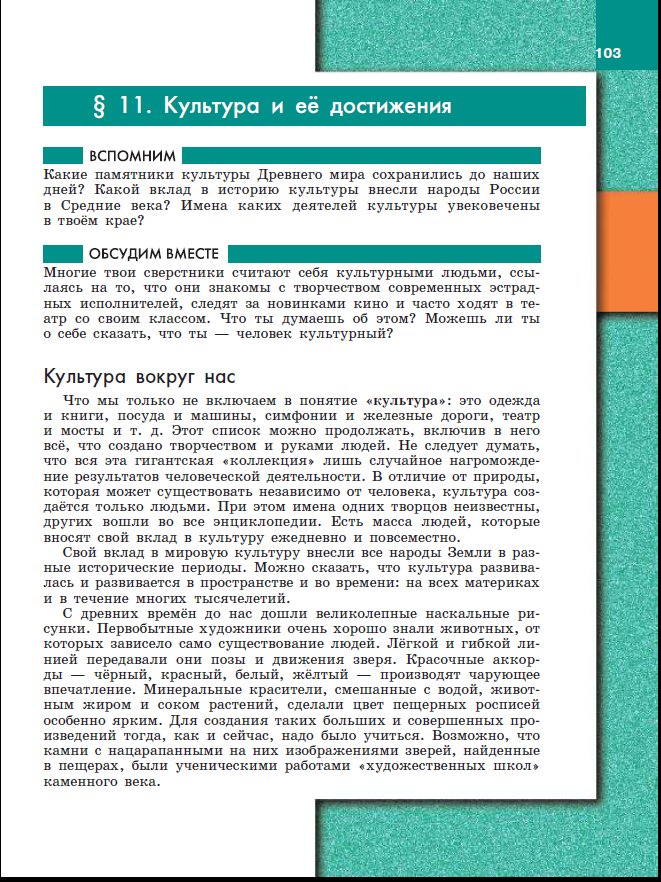 103
§ 11. Культура и её достижения
ВСПОМНИМ
Какие памятники культуры Древнего мира сохранились до наших
дней? Какой вклад в историю культуры внесли народы России
в Средние века? Имена каких деятелей культуры увековечены
в твоём крае?
ОБСУДИМ ВМЕСТЕ
Многие твои сверстники считают себя культурными людьми, ссы-
лаясь на то, что они знакомы с творчеством современных эстрад-
ных исполнителей, следят за новинками кино и часто ходят в те-
атр со своим классом. Что ты думаешь об этом? Можешь ли ты
о себе сказать, что ты — человек культурный?
Культура вокруг нас
Что мы только не включаем в понятие «культура»: это одежда
и книги, посуда и машины, симфонии и железные дороги, театр
и мосты и т. д. Этот список можно продолжать, включив в него
всё, что создано творчеством и руками людей. Не следует думать,
что вся эта гигантская «коллекция» лишь случайное нагроможде-
ние результатов человеческой деятельности. В отличие от природы,
которая может существовать независимо от человека, культура соз-
даётся только людьми. При этом имена одних творцов неизвестны,
других вошли во все энциклопедии. Есть масса людей, которые
вносят свой вклад в культуру ежедневно и повсеместно.
Свой вклад в мировую культуру внесли все народы Земли в раз-
ные исторические периоды. Можно сказать, что культура развива-
лась и развивается в пространстве и во времени: на всех материках
и в течение многих тысячелетий.
С древних времён до нас дошли великолепные наскальные ри-
сунки. Первобытные художники очень хорошо знали животных, от
которых зависело само существование людей. Лёгкой и гибкой ли-
нией передавали они позы и движения зверя. Красочные аккор-
ды — чёрный, красный, белый, жёлтый — производят чарующее
впечатление. Минеральные красители, смешанные с водой, живот-
ным жиром и соком растений, сделали цвет пещерных росписей
особенно ярким. Для создания таких больших и совершенных про-
изведений тогда, как и сейчас, надо было учиться. Возможно, что
камни с нацарапанными на них изображениями зверей, найденные
в пещерах, были ученическими работами «художественных школ»
каменного века.